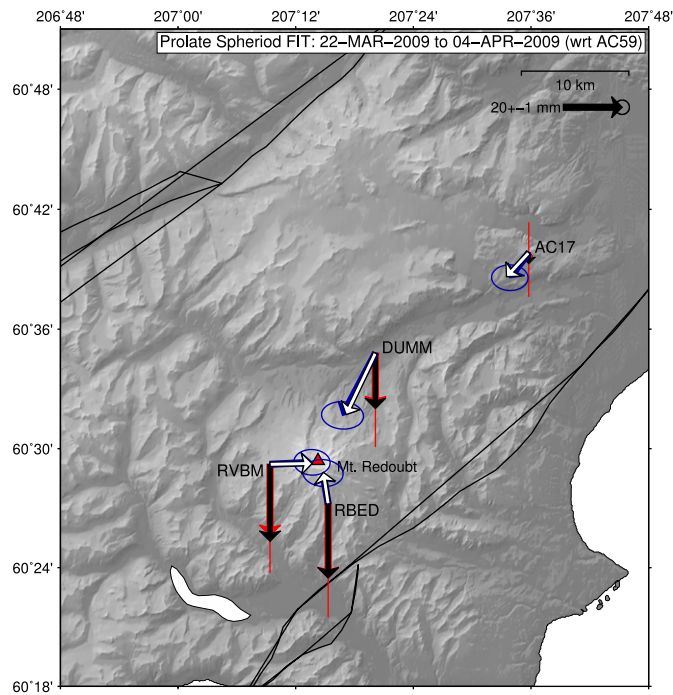 206°48' 207°00' 207°12' 207°24' 207°36' 207°48'
Prolate Spheriod FIT: 22−MAR−2009 to 04−APR−2009 (wrt AC59)
60°48'
10 km
20+−1 mm
60°42'
AC17
60°36'
DUMM
60°30'
RVBM
Mt. Redoubt
RBED
60°24'
60°18'